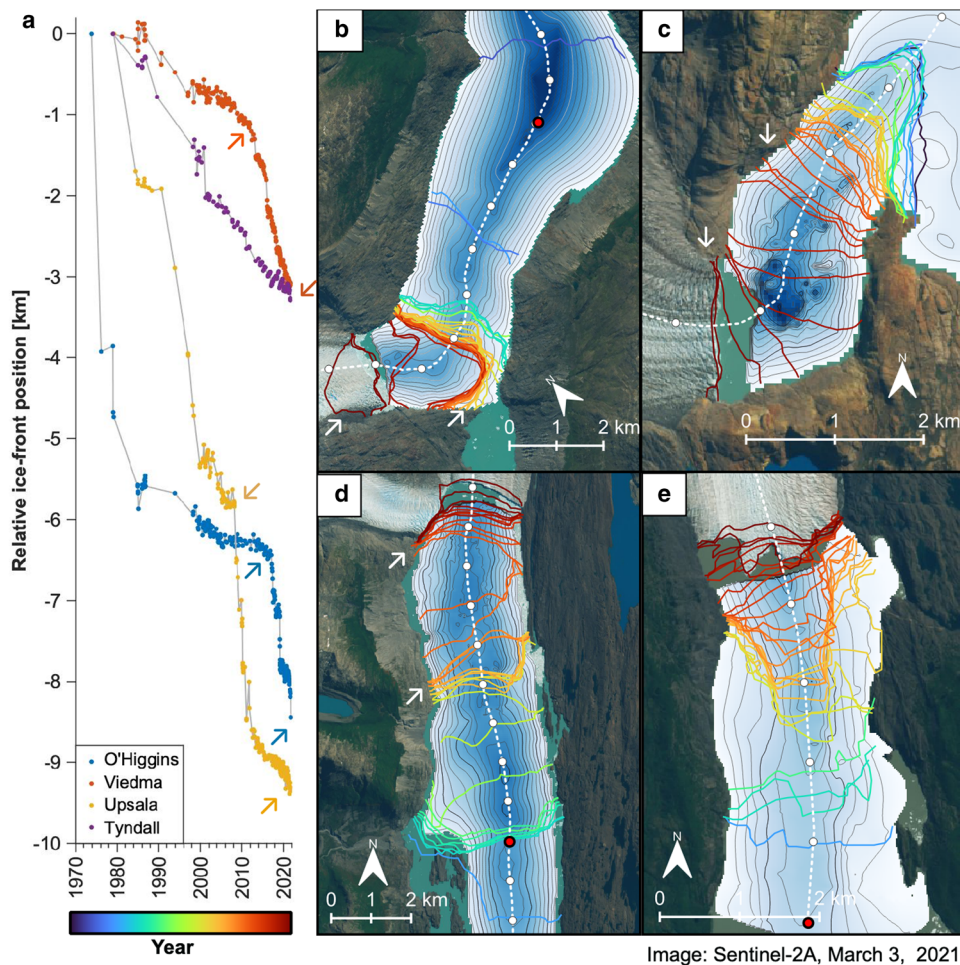 a
Relative ice-front position [km]
0
-1
-2
-3
-4
-5
-6
-7
-8
-9
-10
O'Higgins
Viedma
Upsala
Tyndall
1970
1980
1990
2000
2010
2020
Year
b
N
0 1 2 km
c
N
0 1 2 km
d
N
0 1 2 km
e
N
0 2 km
Image: Sentinel-2A, March 3, 2021